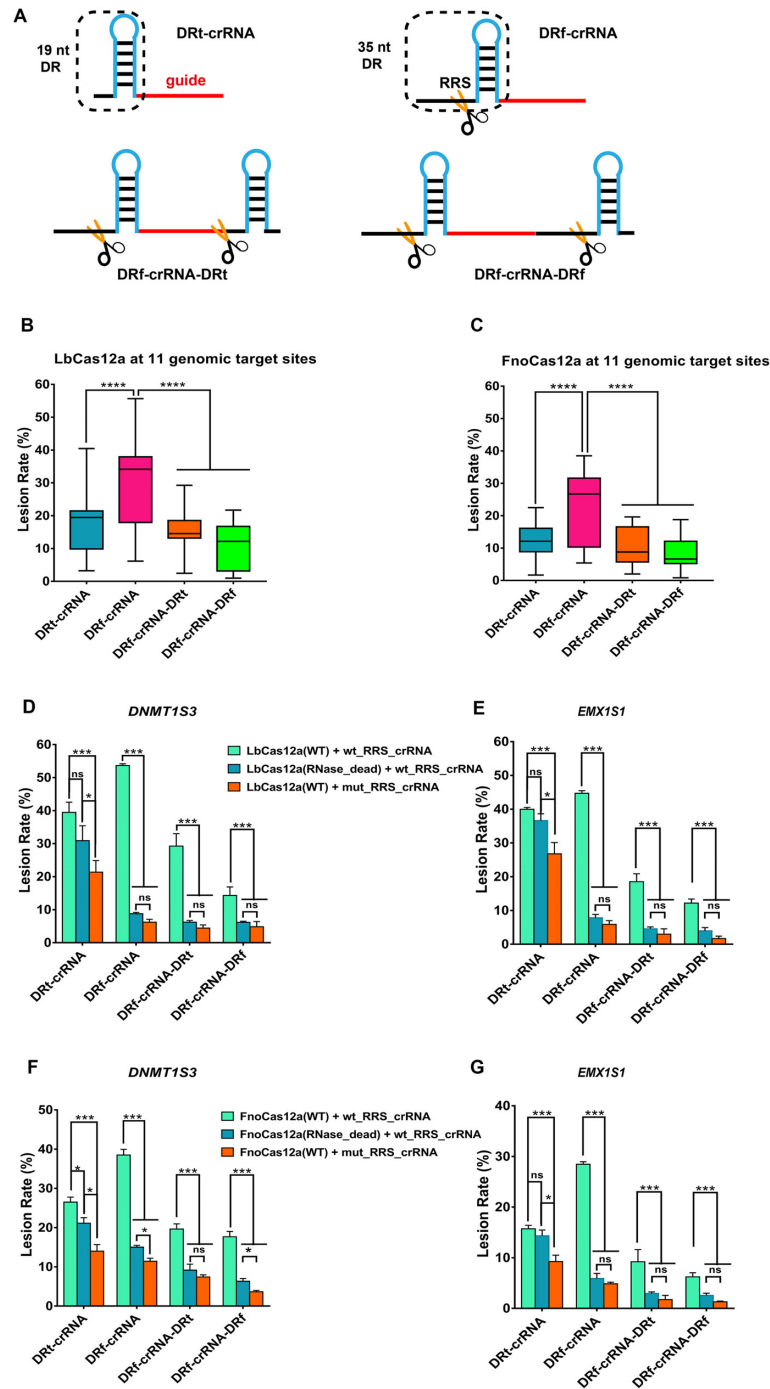 A
19 nt
DR
DRt-crRNA
guide
35 nt
DR
DRf-crRNA
RRS
DRf-crRNA-DRt
DRf-crRNA-DRf
B
LbCas12a at 11 genomic target sites
Lesion Rate (%)
60
50
40
30
20
10
0
****
****
DRt-crRNA
DRf-crRNA
DRf-crRNA-DRt
DRf-crRNA-DRf
C
FnoCas12a at 11 genomic target sites
Lesion Rate (%)
60
50
40
30
20
10
0
****
****
DRt-crRNA
DRf-crRNA
DRf-crRNA-DRt
DRf-crRNA-DRf
D
DNMT1S3
LbCas12a(WT) + wt_RRS_crRNA
LbCas12a(RNase_dead) + wt_RRS_crRNA
LbCas12a(WT) + mut_RRS_crRNA
Lesion Rate (%)
60
50
40
30
20
10
0
***
ns
*
***
ns
***
ns
***
ns
DRt-crRNA
DRf-crRNA
DRf-crRNA-DRt
DRf-crRNA-DRf
E
EMX1S1
Lesion Rate (%)
60
50
40
30
20
10
0
***
ns
*
***
ns
***
ns
***
ns
DRt-crRNA
DRf-crRNA
DRf-crRNA-DRt
DRf-crRNA-DRf
F
DNMT1S3
FnoCas12a(WT) + wt_RRS_crRNA
FnoCas12a(RNase_dead) + wt_RRS_crRNA
FnoCas12a(WT) + mut_RRS_crRNA
Lesion Rate (%)
50
40
30
20
10
0
***
*
*
***
*
***
ns
***
*
DRt-crRNA
DRf-crRNA
DRf-crRNA-DRt
DRf-crRNA-DRf
G
EMX1S1
Lesion Rate (%)
40
30
20
10
0
***
ns
*
***
ns
***
ns
***
ns
DRt-crRNA
DRf-crRNA
DRf-crRNA-DRt
DRf-crRNA-DRf